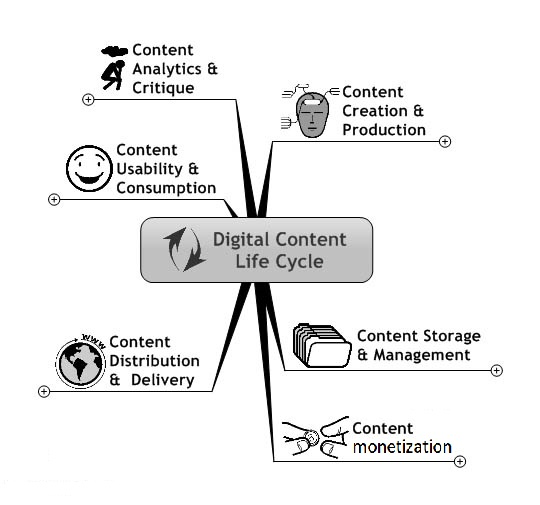 Content
Analytics &
Critique
Content
Creation &
Production
Content
Usability &
Consumption
Digital Content
Life Cycle
www
Content
Distribution
& Delivery
Content Storage
& Management
Content
monetization